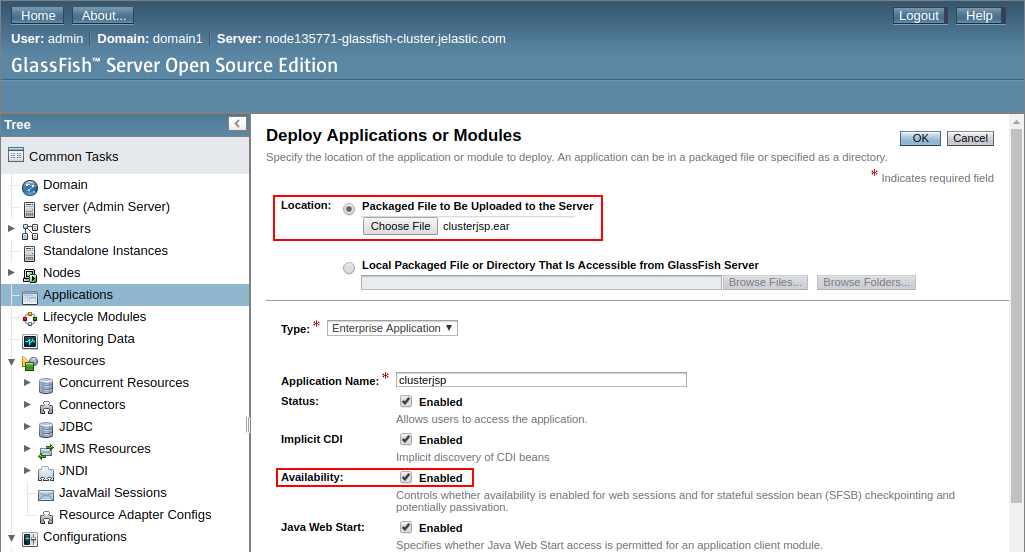 Home About... Logout Help
User: admin Domain: domain1 Server: node135771-glassfish-cluster.jelastic.com
GlassFish™ Server Open Source Edition
Tree
Common Tasks
Domain
server (Admin Server)
Clusters
Standalone Instances
Nodes
Applications
Lifecycle Modules
Monitoring Data
Resources
Concurrent Resources
Connectors
JDBC
JMS Resources
JNDI
JavaMail Sessions
Resource Adapter Configs
Configurations
Deploy Applications or Modules
OK Cancel
Specify the location of the application or module to deploy. An application can be in a packaged file or specified as a directory.
* Indicates required field
Location: Packaged File to Be Uploaded to the Server
Choose File clusterjsp.ear
Local Packaged File or Directory That Is Accessible from GlassFish Server
Browse Files... Browse Folders...
Type: * Enterprise Application
Application Name: * clusterjsp
Status: Enabled
Allows users to access the application.
Implicit CDI Enabled
Implicit discovery of CDI beans
Availability: Enabled
Controls whether availability is enabled for web sessions and for stateful session bean (SFSB) checkpointing and
potentially passivation.
Java Web Start: Enabled
Specifies whether Java Web Start access is permitted for an application client module.